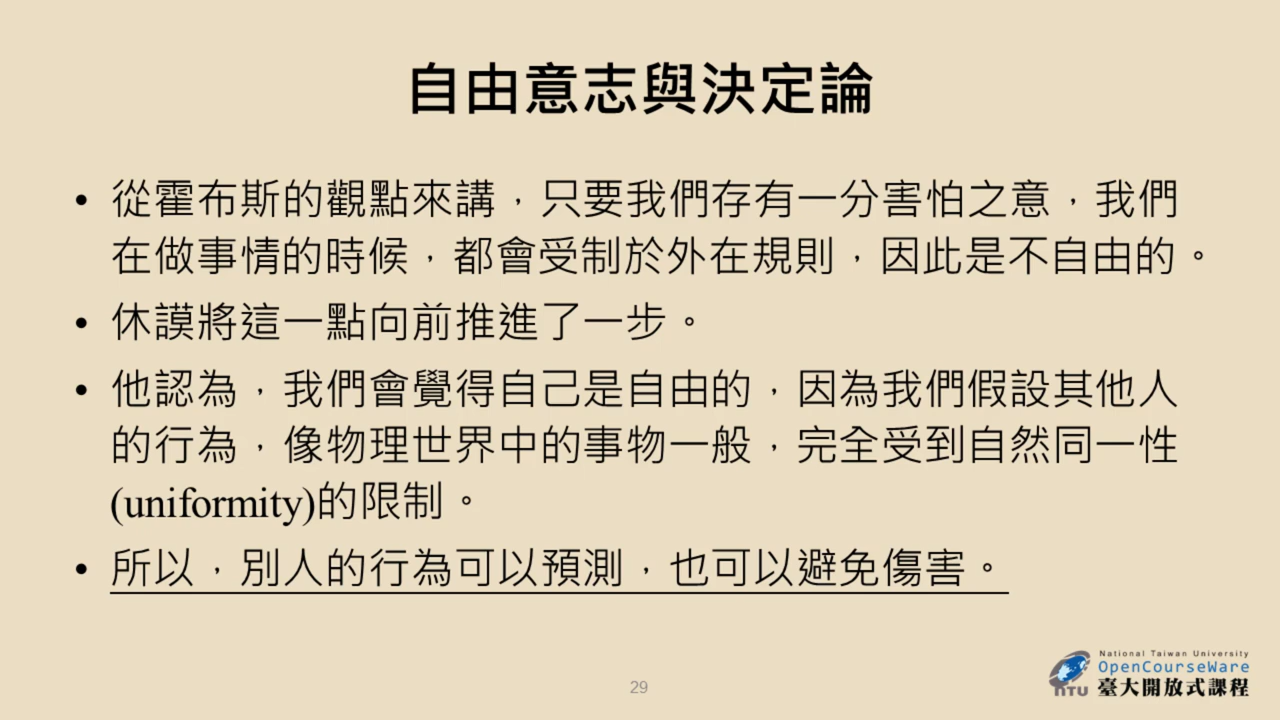 自由意志與決定論
• 從霍布斯的觀點來講，只要我們存有一分害怕之意，我們
在做事情的時候，都會受制於外在規則，因此是不自由的。
• 休謨將這一點向前推進了一步。
• 他認為，我們會覺得自己是自由的，因為我們假設其他人
的行為，像物理世界中的事物一般，完全受到自然同一性
(uniformity)的限制。
• 所以，別人的行為可以預測，也可以避免傷害。
29
National Taiwan University
OpenCourseWare
NTU 臺大開放式課程